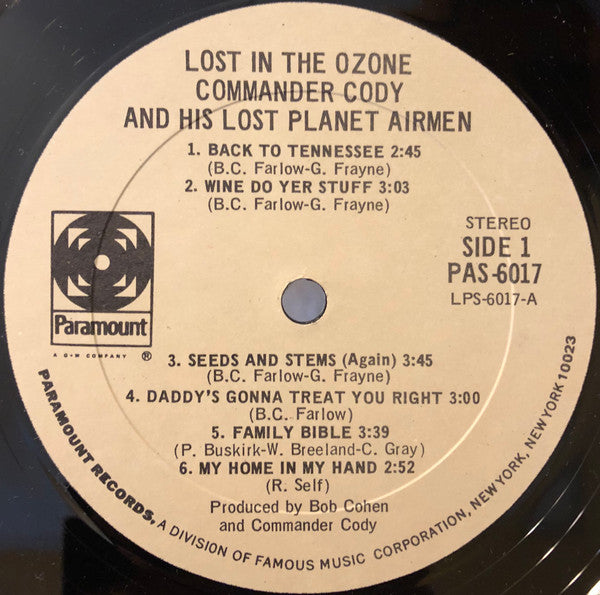 LOST IN THE OZONE
COMMANDER CODY
AND HIS LOST PLANET AIRMEN
1. BACK TO TENNESSEE 2:45
(B.C. Farlow-G. Frayne)
2. WINE DO YER STUFF 3:03
(B.C. Farlow-G. Frayne)
STEREO
SIDE 1
PAS-6017
LPS-6017-A
Paramount
A G+W COMPANY ®
3. SEEDS AND STEMS (Again) 3:45
(B.C. Farlow-G. Frayne)
4. DADDY'S GONNA TREAT YOU RIGHT 3:00
(B.C. Farlow)
5. FAMILY BIBLE 3:39
(P. Buskirk-W. Breeland-C. Gray)
6. MY HOME IN MY HAND 2:52
(R. Self)
Produced by Bob Cohen
and Commander Cody
PARAMOUNT RECORDS, A DIVISION OF FAMOUS MUSIC CORPORATION, NEW YORK, NEW YORK 10023